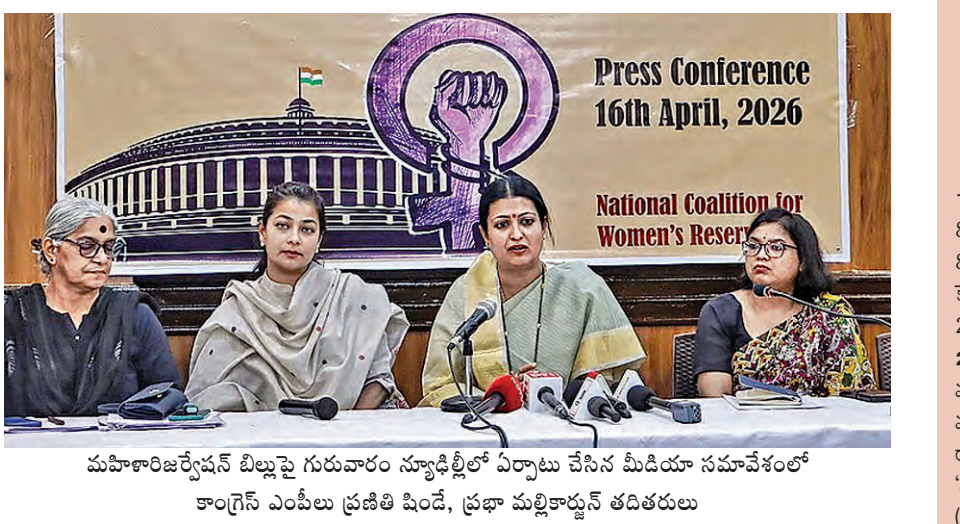 Press Conference
16th April, 2026
National Coalition for
Women's Reser
మహిళారిజర్వేషన్ బిల్లుపై గురువారం న్యూఢిల్లీలో ఏర్పాటు చేసిన మీడియా సమావేశంలో
కాంగ్రెస్ ఎంపీలు ప్రణితి షిండే, ప్రభా మల్లికార్జున్ తదితరులు